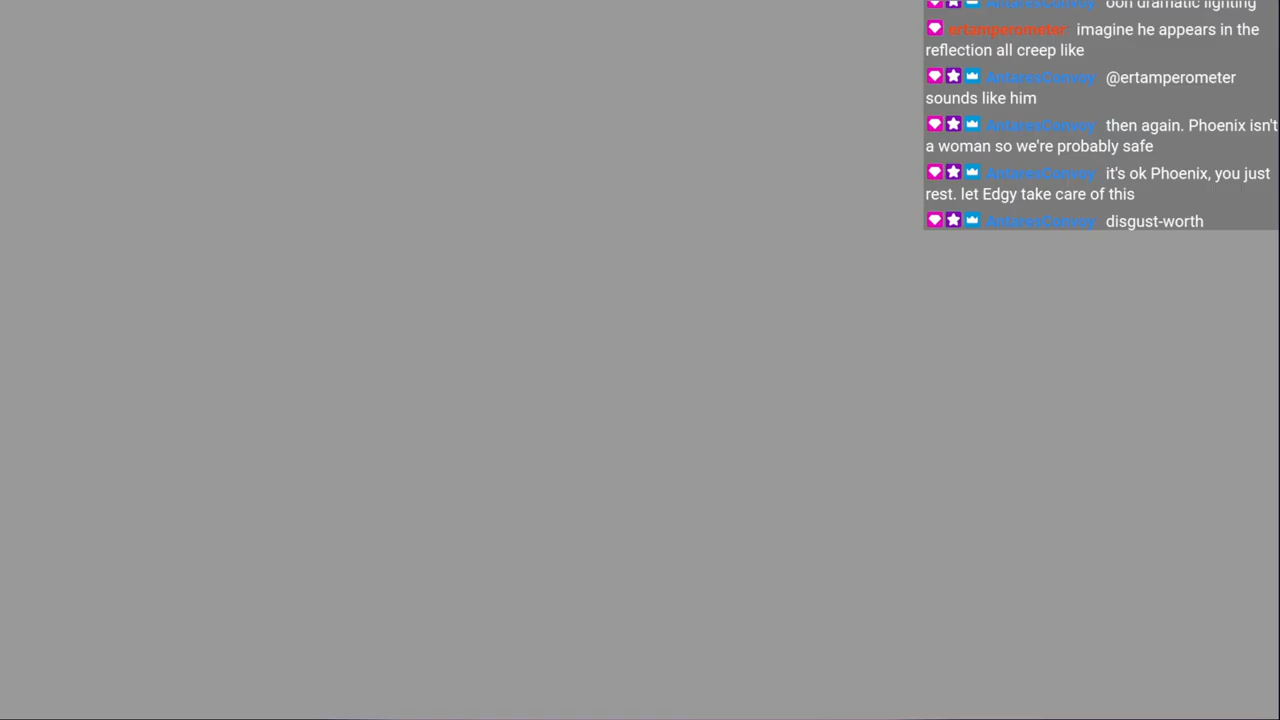 AntaresConvoy: ooh dramatic lighting
ertamperometer: imagine he appears in the
reflection all creep like
AntaresConvoy: @ertamperometer
sounds like him
AntaresConvoy: then again. Phoenix isn't
a woman so we're probably safe
AntaresConvoy: it's ok Phoenix, you just
rest. let Edgy take care of this
AntaresConvoy: disgust-worth